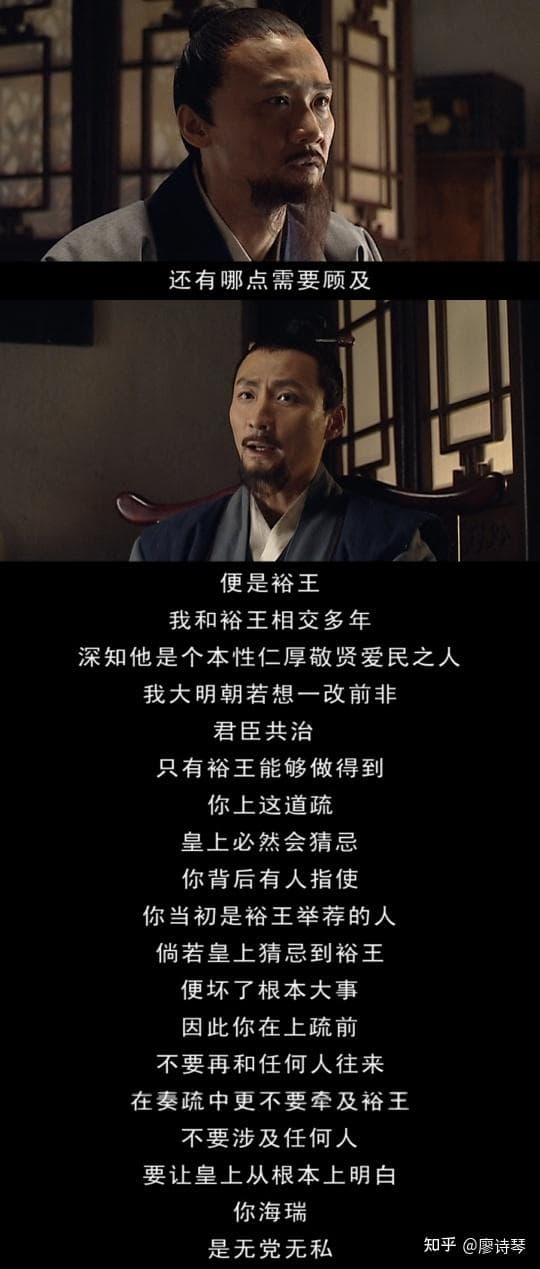 还有哪点需要顾及
便是裕王
我和裕王相交多年
深知他是个本性仁厚敬贤爱民之人
我大明朝若想一改前非
君臣共治
只有裕王能够做得到
你上这道疏
皇上必然会猜忌
你背后有人指使
你当初是裕王举荐的人
倘若皇上猜忌到裕王
便坏了根本大事
因此你在上疏前
不要再和任何人往来
在奏疏中更不要牵及裕王
不要涉及任何人
要让皇上从根本上明白
你海瑞
是无党无私
知乎 @廖诗琴